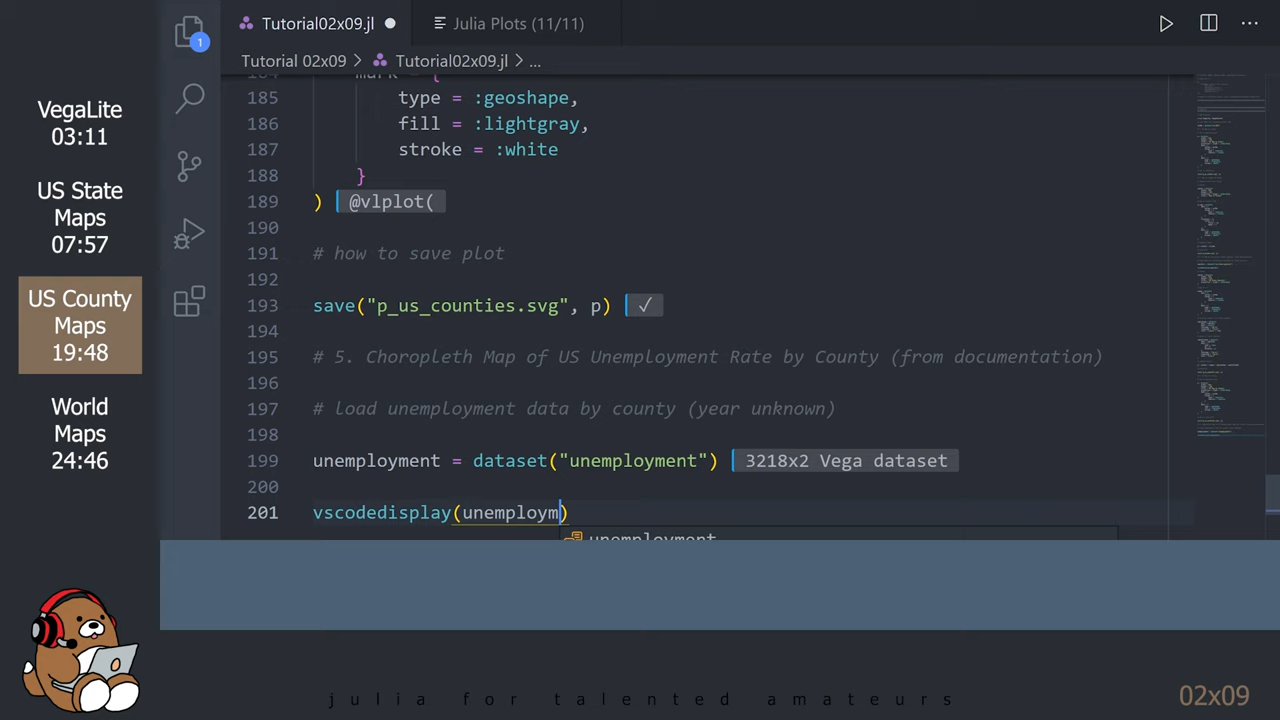 Tutorial02x09.jl
Julia Plots (11/11)
1
Tutorial 02x09 > Tutorial02x09.jl > ...
VegaLite
03:11
US State
Maps
07:57
US County
Maps
19:48
World
Maps
24:46
184 mark = {
185 type = :geoshape,
186 fill = :lightgray,
187 stroke = :white
188 }
189 ) @vlplot(
190
191 # how to save plot
192
193 save("p_us_counties.svg", p) ✓
194
195 # 5. Choropleth Map of US Unemployment Rate by County (from documentation)
196
197 # load unemployment data by county (year unknown)
198
199 unemployment = dataset("unemployment") 3218x2 Vega dataset
200
201 vscodedisplay(unemploym)
unemployment
julia for talented amateurs
02x09